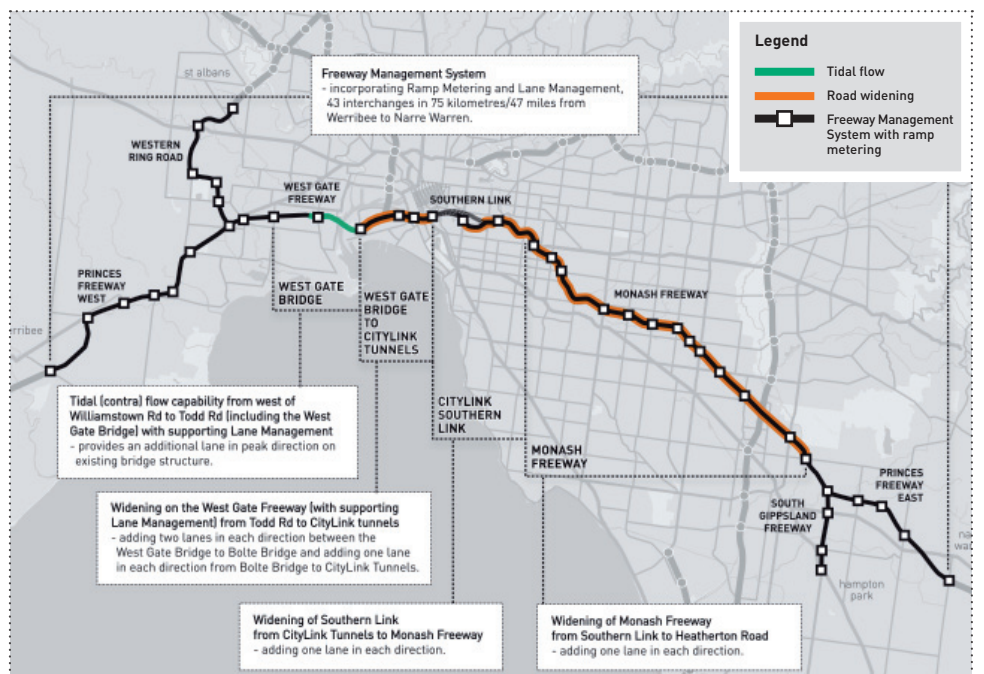 Legend
Tidal flow
Road widening
Freeway Management
System with ramp
metering
st albans
Freeway Management System
- incorporating Ramp Metering and Lane Management,
43 interchanges in 75 kilometres/47 miles from
Werribee to Narre Warren.
WESTERN
RING ROAD
WEST GATE
FREEWAY
SOUTHERN LINK
PRINCES
FREEWAY
WEST
WEST GATE
BRIDGE
WEST GATE
BRIDGE
TO
CITYLINK
TUNNELS
MONASH FREEWAY
rribee
Tidal (contra) flow capability from west of
Williamstown Rd to Todd Rd (including the West
Gate Bridge) with supporting Lane Management
- provides an additional lane in peak direction on
existing bridge structure.
CITYLINK
SOUTHERN
LINK
MONASH
FREEWAY
PRINCES
FREEWAY
EAST
SOUTH
GIPPSLAND
FREEWAY
Widening on the West Gate Freeway (with supporting
Lane Management) from Todd Rd to CityLink tunnels
- adding two lanes in each direction between the
West Gate Bridge to Bolte Bridge and adding one lane
in each direction from Bolte Bridge to CityLink Tunnels.
na
wa
hampton
park
Widening of Southern Link
from CityLink Tunnels to Monash Freeway
- adding one lane in each direction.
Widening of Monash Freeway
from Southern Link to Heatherton Road
- adding one lane in each direction.